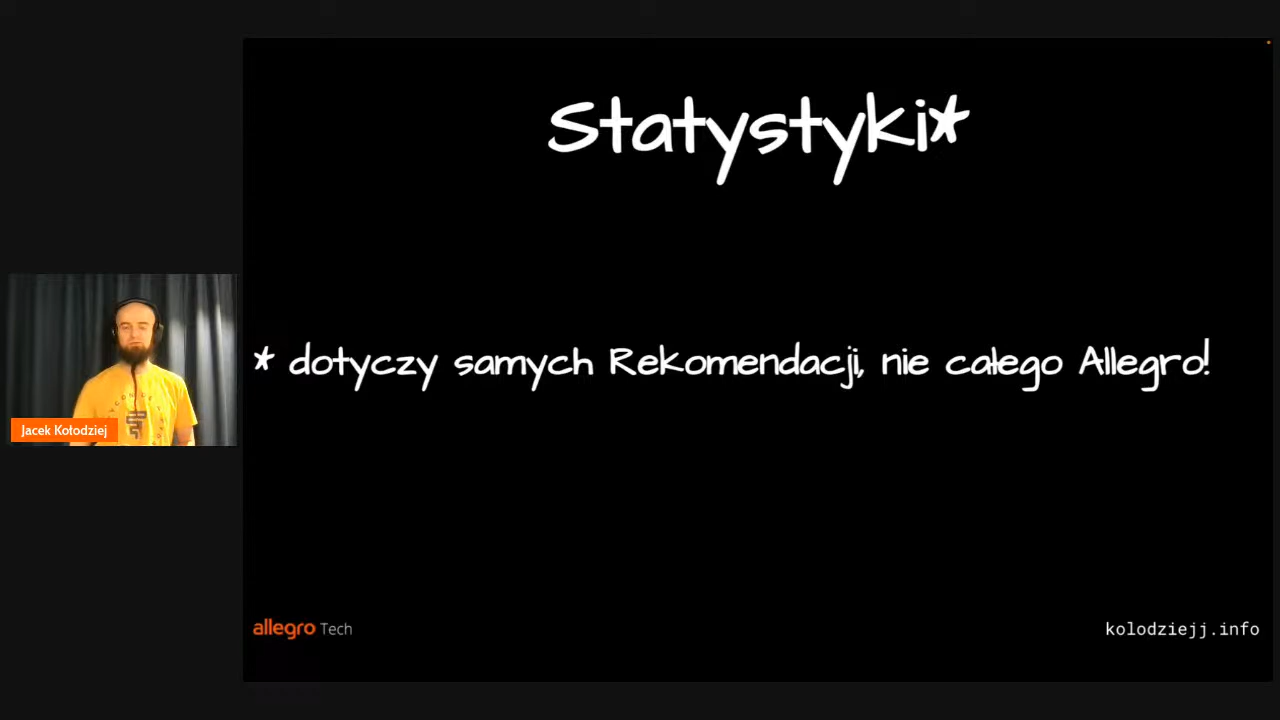 Statystyki*
* dotyczy samych Rekomendacji, nie całego Allegro!
Jacek Kołodziej
allegro Tech
kolodziejj.info